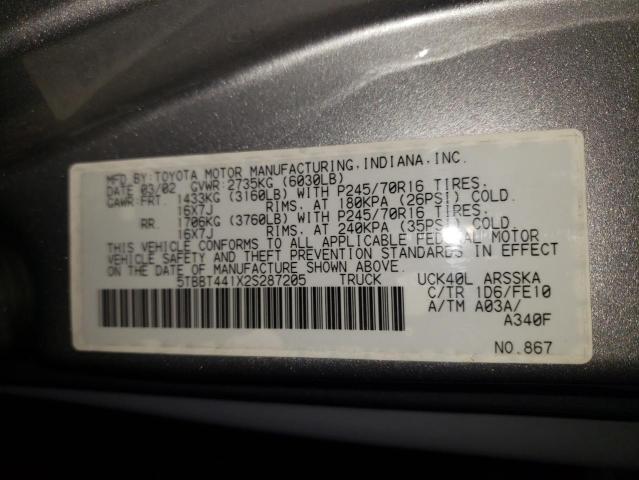 MFD.BY:TOYOTA MOTOR MANUFACTURING,INDIANA,INC.
DATE 03/02 GVWR:2735KG (6030LB)
GAWR:FRT. 1433KG (3160LB) WITH P245/70R16 TIRES.
16X7J RIMS. AT 180KPA (26PSI) COLD.
RR. 1706KG (3760LB) WITH P245/70R16 TIRES.
16X7J RIMS. AT 240KPA (35PSI) COLD.
THIS VEHICLE CONFORMS TO ALL APPLICABLE FEDERAL MOTOR
VEHICLE SAFETY AND THEFT PREVENTION STANDARDS IN EFFECT
ON THE DATE OF MANUFACTURE SHOWN ABOVE.
5TBBT441X2S287205 TRUCK UCK40L ARSSKA
C/TR 1D6/FE10
A/TM A03A/
A340F
NO.867